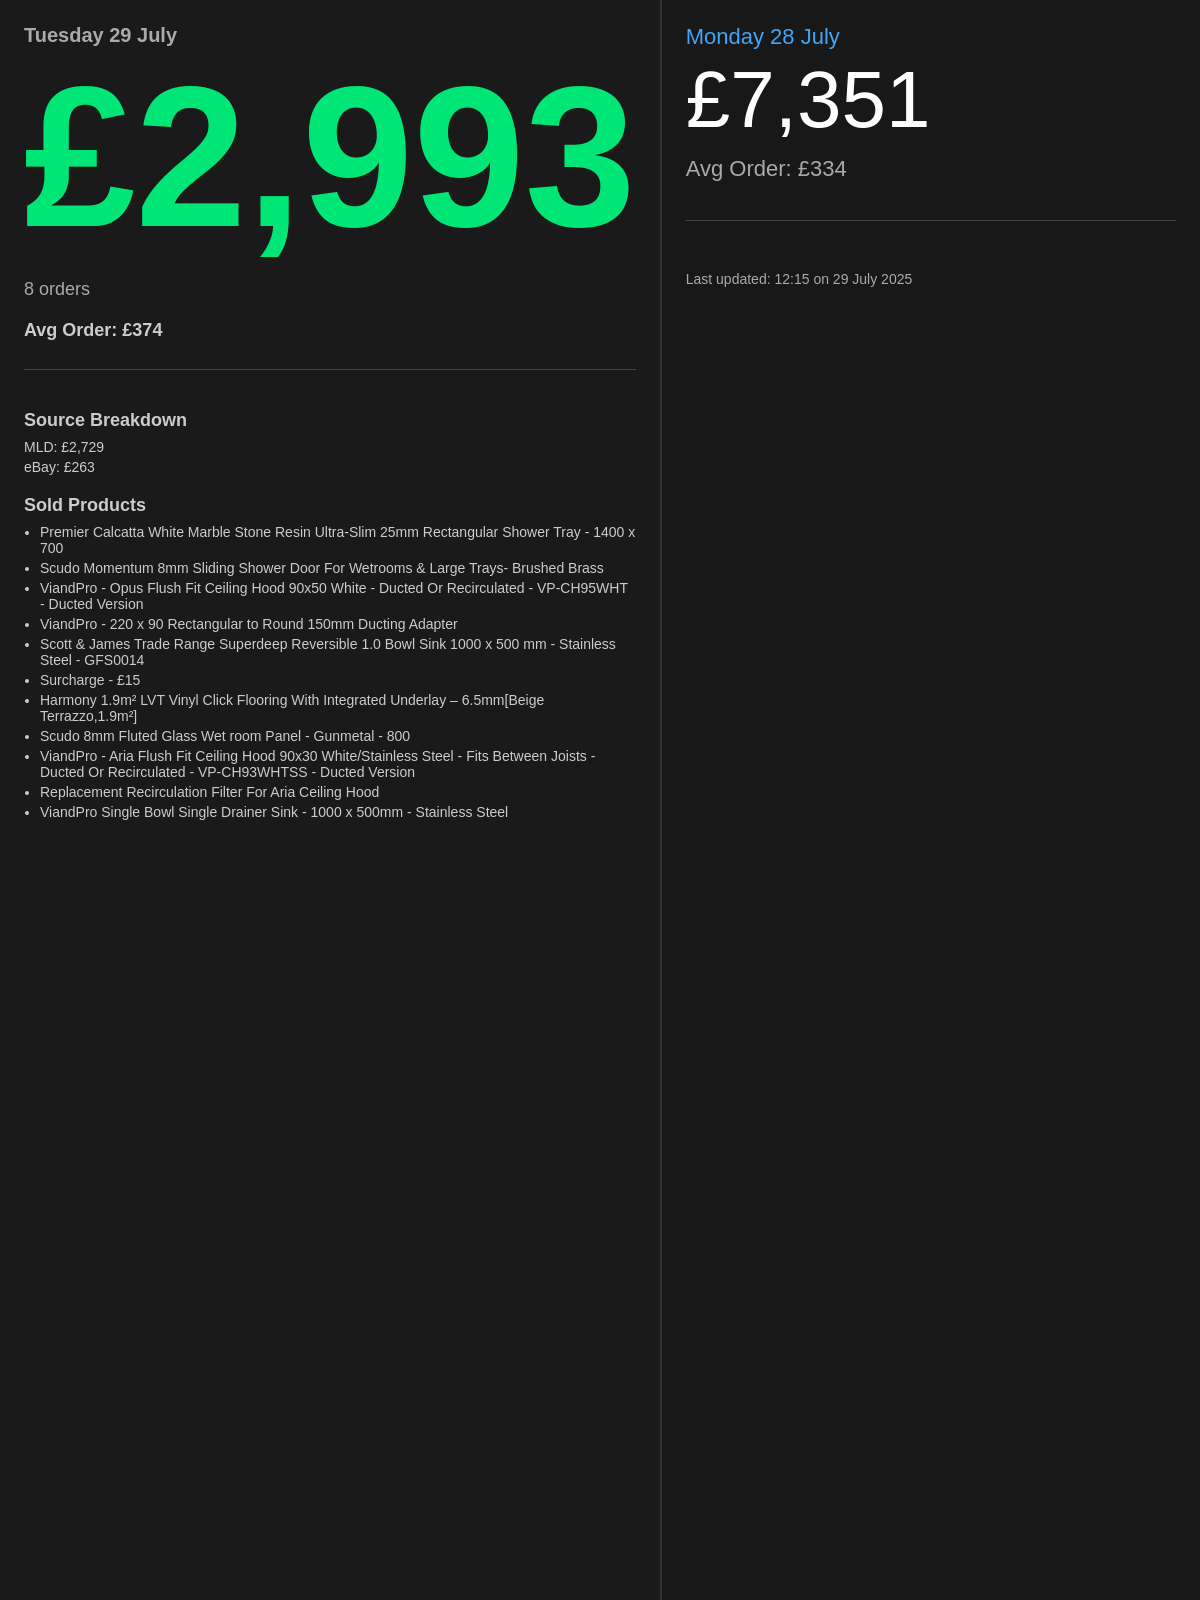 Tuesday 29 July
£2,993
8 orders
Avg Order: £374
Source Breakdown
MLD: £2,729
eBay: £263
Sold Products
• Premier Calcatta White Marble Stone Resin Ultra-Slim 25mm Rectangular Shower Tray - 1400 x
700
• Scudo Momentum 8mm Sliding Shower Door For Wetrooms & Large Trays- Brushed Brass
• ViandPro - Opus Flush Fit Ceiling Hood 90x50 White - Ducted Or Recirculated - VP-CH95WHT
- Ducted Version
• ViandPro - 220 x 90 Rectangular to Round 150mm Ducting Adapter
• Scott & James Trade Range Superdeep Reversible 1.0 Bowl Sink 1000 x 500 mm - Stainless
Steel - GFS0014
• Surcharge - £15
• Harmony 1.9m² LVT Vinyl Click Flooring With Integrated Underlay – 6.5mm[Beige
Terrazzo,1.9m²]
• Scudo 8mm Fluted Glass Wet room Panel - Gunmetal - 800
• ViandPro - Aria Flush Fit Ceiling Hood 90x30 White/Stainless Steel - Fits Between Joists -
Ducted Or Recirculated - VP-CH93WHTSS - Ducted Version
• Replacement Recirculation Filter For Aria Ceiling Hood
• ViandPro Single Bowl Single Drainer Sink - 1000 x 500mm - Stainless Steel
Monday 28 July
£7,351
Avg Order: £334
Last updated: 12:15 on 29 July 2025